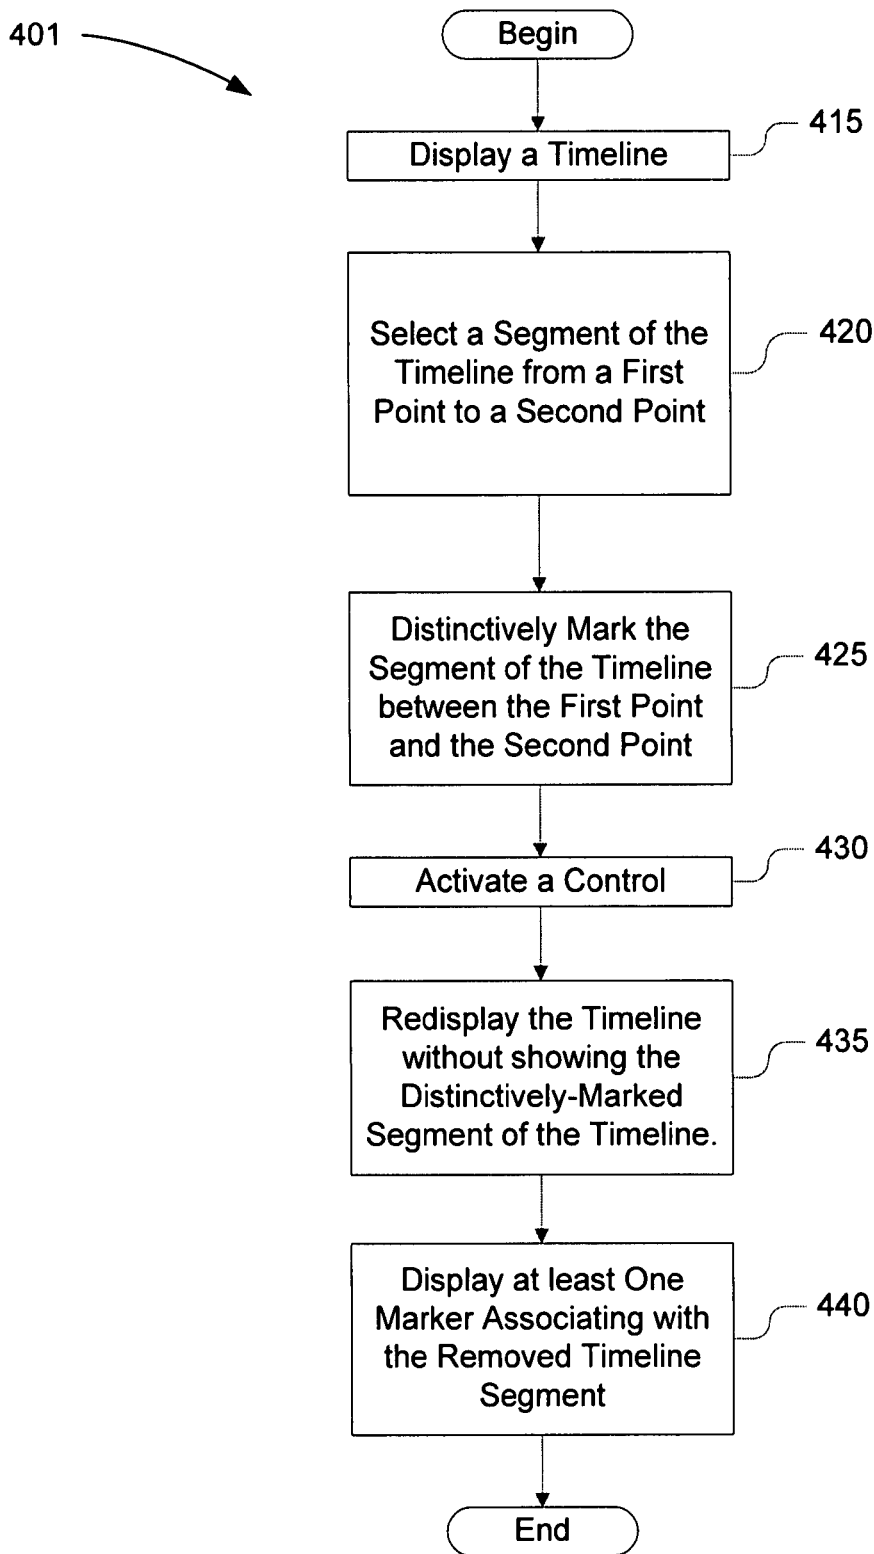 401
Begin
415
Display a Timeline
420
Select a Segment of the
Timeline from a First
Point to a Second Point
425
Distinctively Mark the
Segment of the Timeline
between the First Point
and the Second Point
430
Activate a Control
435
Redisplay the Timeline
without showing the
Distinctively-Marked
Segment of the Timeline.
440
Display at least One
Marker Associating with
the Removed Timeline
Segment
End